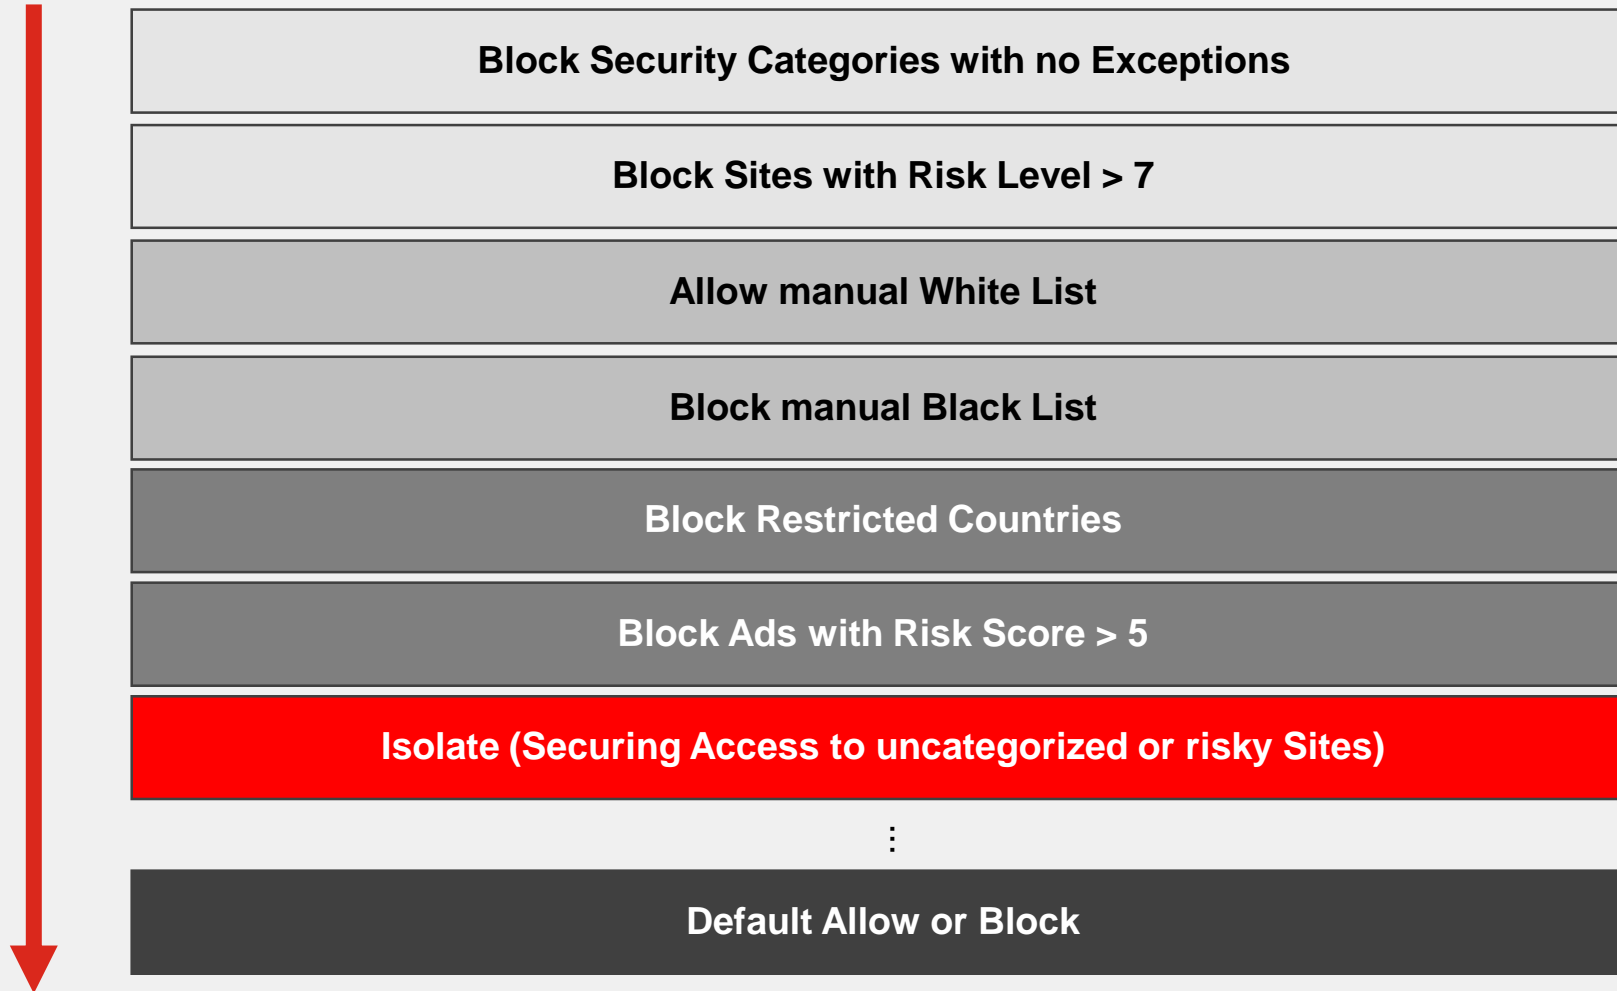 Block Security Categories with no Exceptions
Block Sites with Risk Level > 7
Allow manual White List
Block manual Black List
Block Restricted Countries
Block Ads with Risk Score > 5
Isolate (Securing Access to uncategorized or risky Sites)
⋮
Default Allow or Block